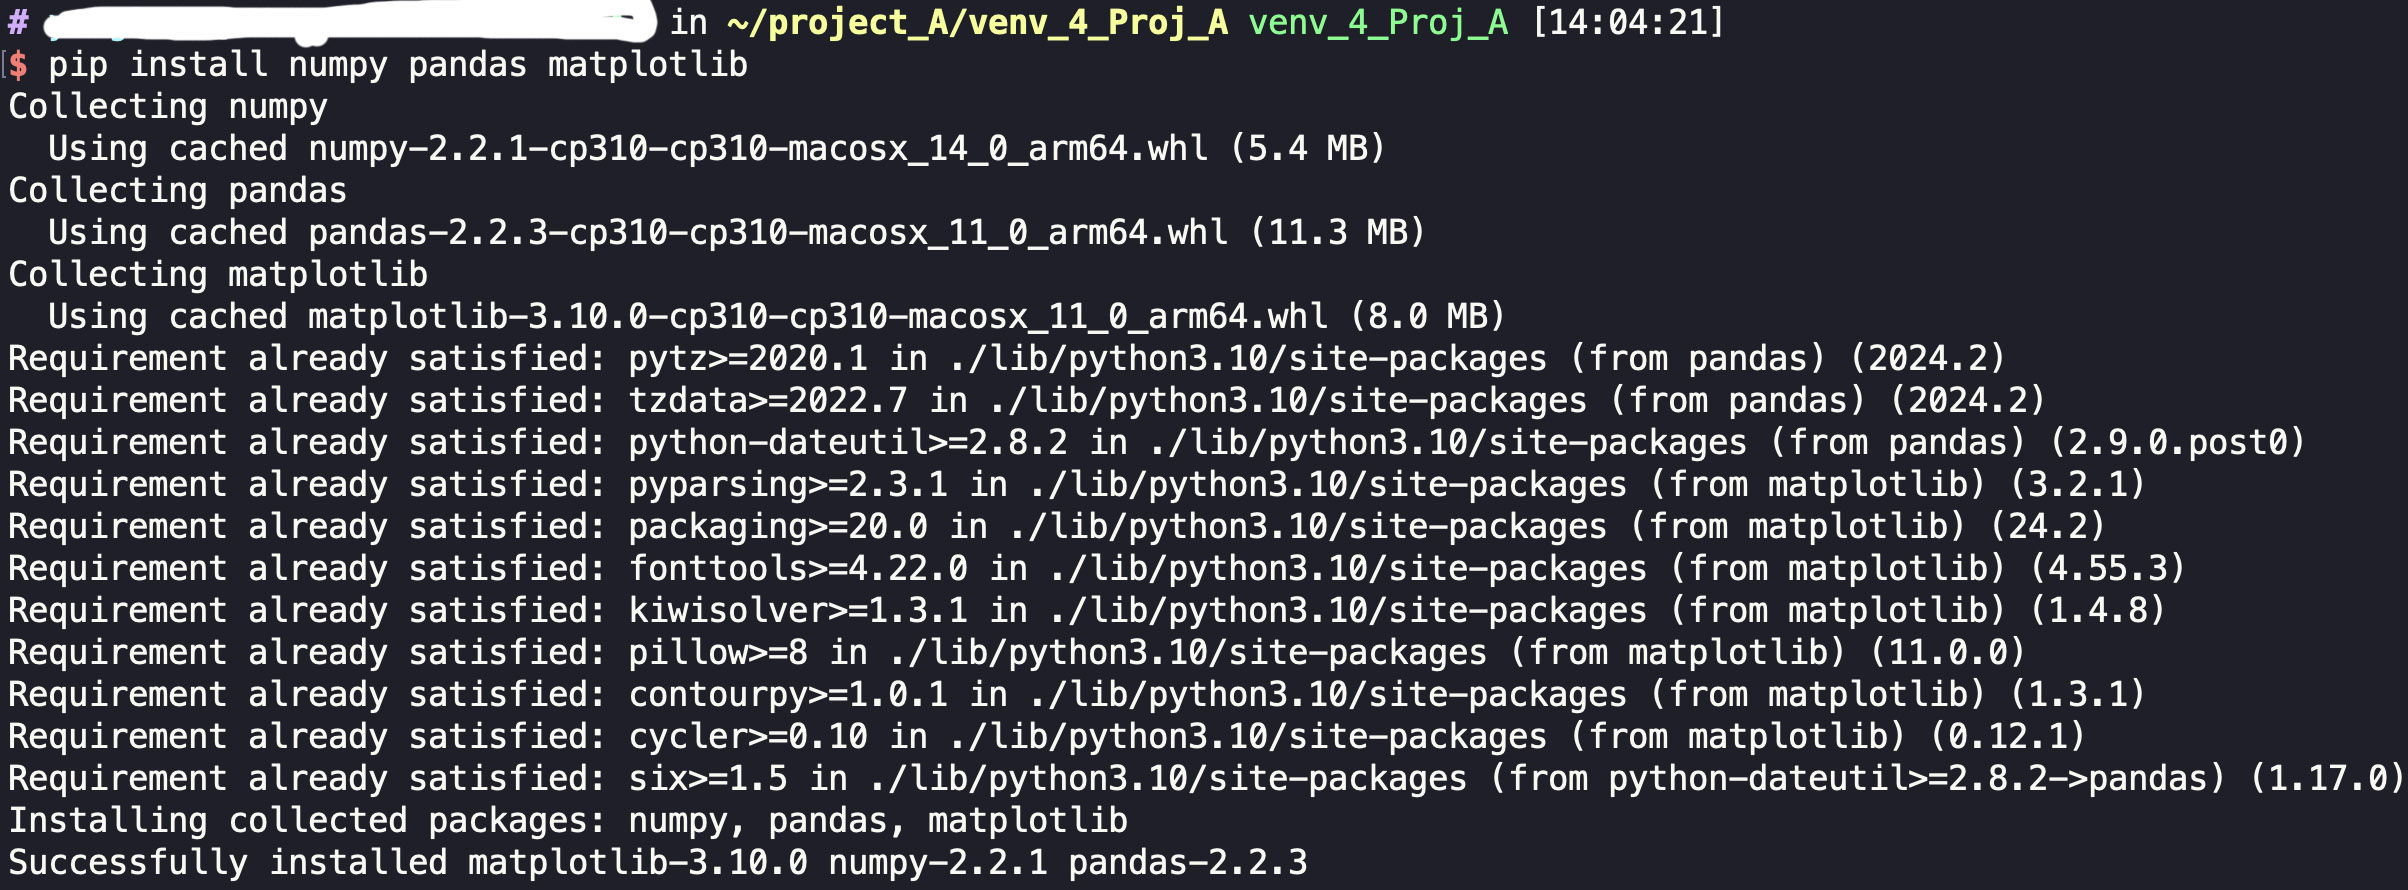 # in ~/project_A/venv_4_Proj_A venv_4_Proj_A [14:04:21]
$ pip install numpy pandas matplotlib
Collecting numpy
  Using cached numpy-2.2.1-cp310-cp310-macosx_14_0_arm64.whl (5.4 MB)
Collecting pandas
  Using cached pandas-2.2.3-cp310-cp310-macosx_11_0_arm64.whl (11.3 MB)
Collecting matplotlib
  Using cached matplotlib-3.10.0-cp310-cp310-macosx_11_0_arm64.whl (8.0 MB)
Requirement already satisfied: pytz>=2020.1 in ./lib/python3.10/site-packages (from pandas) (2024.2)
Requirement already satisfied: tzdata>=2022.7 in ./lib/python3.10/site-packages (from pandas) (2024.2)
Requirement already satisfied: python-dateutil>=2.8.2 in ./lib/python3.10/site-packages (from pandas) (2.9.0.post0)
Requirement already satisfied: pyparsing>=2.3.1 in ./lib/python3.10/site-packages (from matplotlib) (3.2.1)
Requirement already satisfied: packaging>=20.0 in ./lib/python3.10/site-packages (from matplotlib) (24.2)
Requirement already satisfied: fonttools>=4.22.0 in ./lib/python3.10/site-packages (from matplotlib) (4.55.3)
Requirement already satisfied: kiwisolver>=1.3.1 in ./lib/python3.10/site-packages (from matplotlib) (1.4.8)
Requirement already satisfied: pillow>=8 in ./lib/python3.10/site-packages (from matplotlib) (11.0.0)
Requirement already satisfied: contourpy>=1.0.1 in ./lib/python3.10/site-packages (from matplotlib) (1.3.1)
Requirement already satisfied: cycler>=0.10 in ./lib/python3.10/site-packages (from matplotlib) (0.12.1)
Requirement already satisfied: six>=1.5 in ./lib/python3.10/site-packages (from python-dateutil>=2.8.2->pandas) (1.17.0)
Installing collected packages: numpy, pandas, matplotlib
Successfully installed matplotlib-3.10.0 numpy-2.2.1 pandas-2.2.3